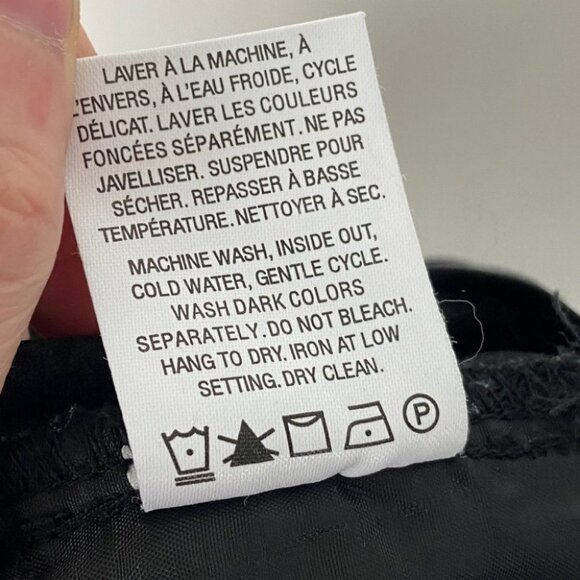 LAVER À LA MACHINE, À
L'ENVERS, À L'EAU FROIDE, CYCLE
DÉLICAT. LAVER LES COULEURS
FONCÉES SÉPARÉMENT. NE PAS
JAVELLISER. SUSPENDRE POUR
SÉCHER. REPASSER À BASSE
TEMPÉRATURE. NETTOYER À SEC.
MACHINE WASH, INSIDE OUT,
COLD WATER, GENTLE CYCLE.
WASH DARK COLORS
SEPARATELY. DO NOT BLEACH.
HANG TO DRY. IRON AT LOW
SETTING. DRY CLEAN.
P